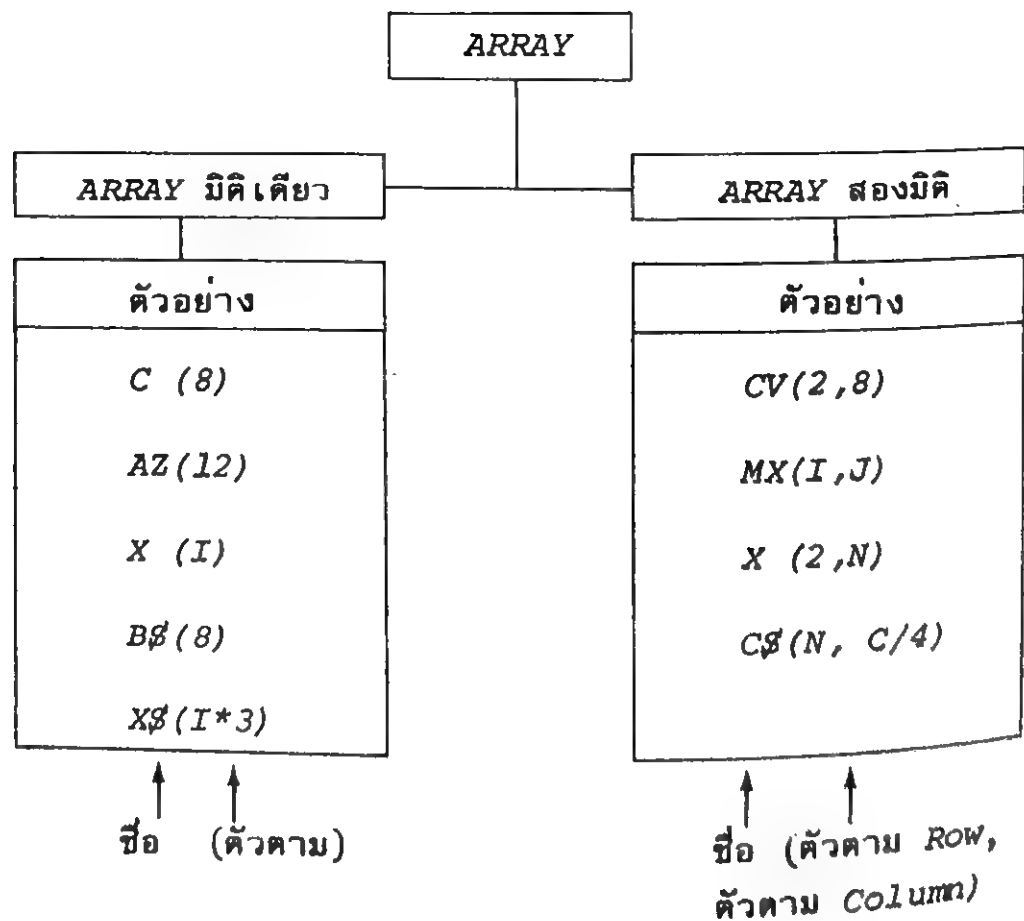 ARRAY
ARRAY มิติเดียว
ตัวอย่าง
C (8)
AZ(12)
X (I)
B$(8)
X$(I*3)
ชื่อ (ตัวตาม)
ARRAY สองมิติ
ตัวอย่าง
CV(2,8)
MX(I,J)
X (2,N)
C$(N, C/4)
ชื่อ (ตัวตาม Row,
ตัวตาม Column)